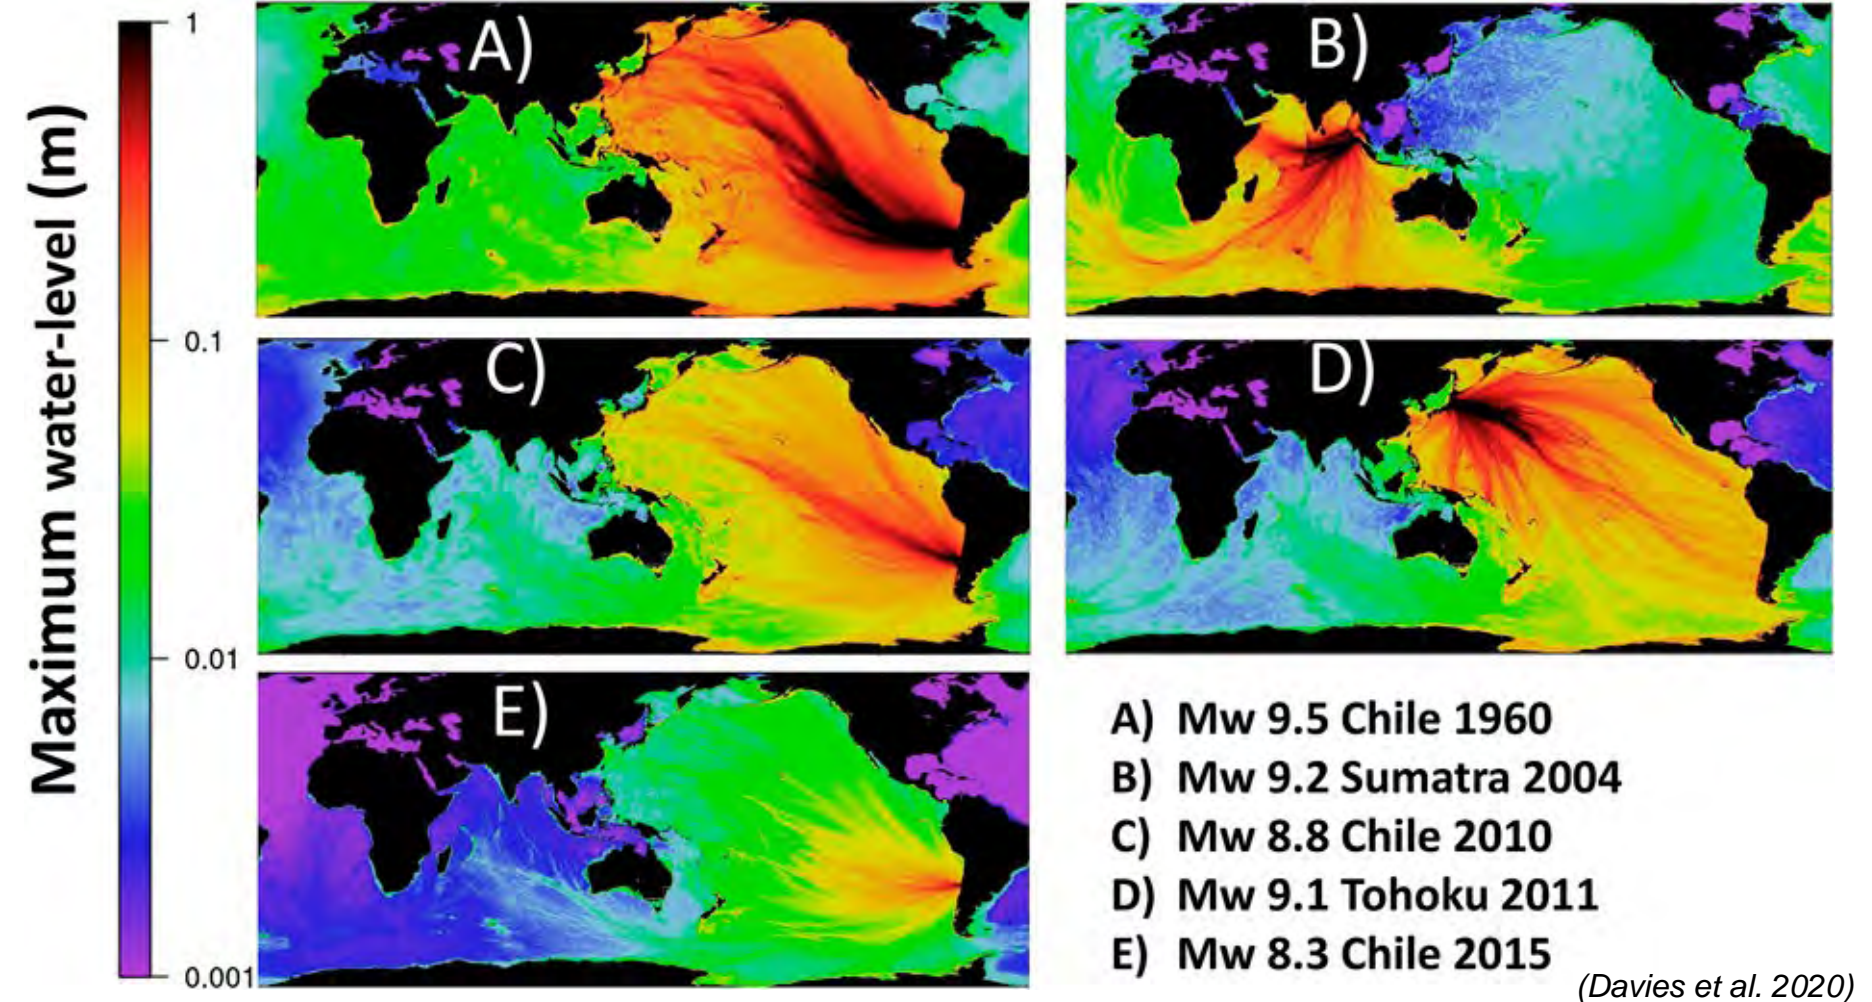 Maximum water-level (m)
1
0.1
0.01
0.001
A)
B)
C)
D)
E)
A) Mw 9.5 Chile 1960
B) Mw 9.2 Sumatra 2004
C) Mw 8.8 Chile 2010
D) Mw 9.1 Tohoku 2011
E) Mw 8.3 Chile 2015
(Davies et al. 2020)